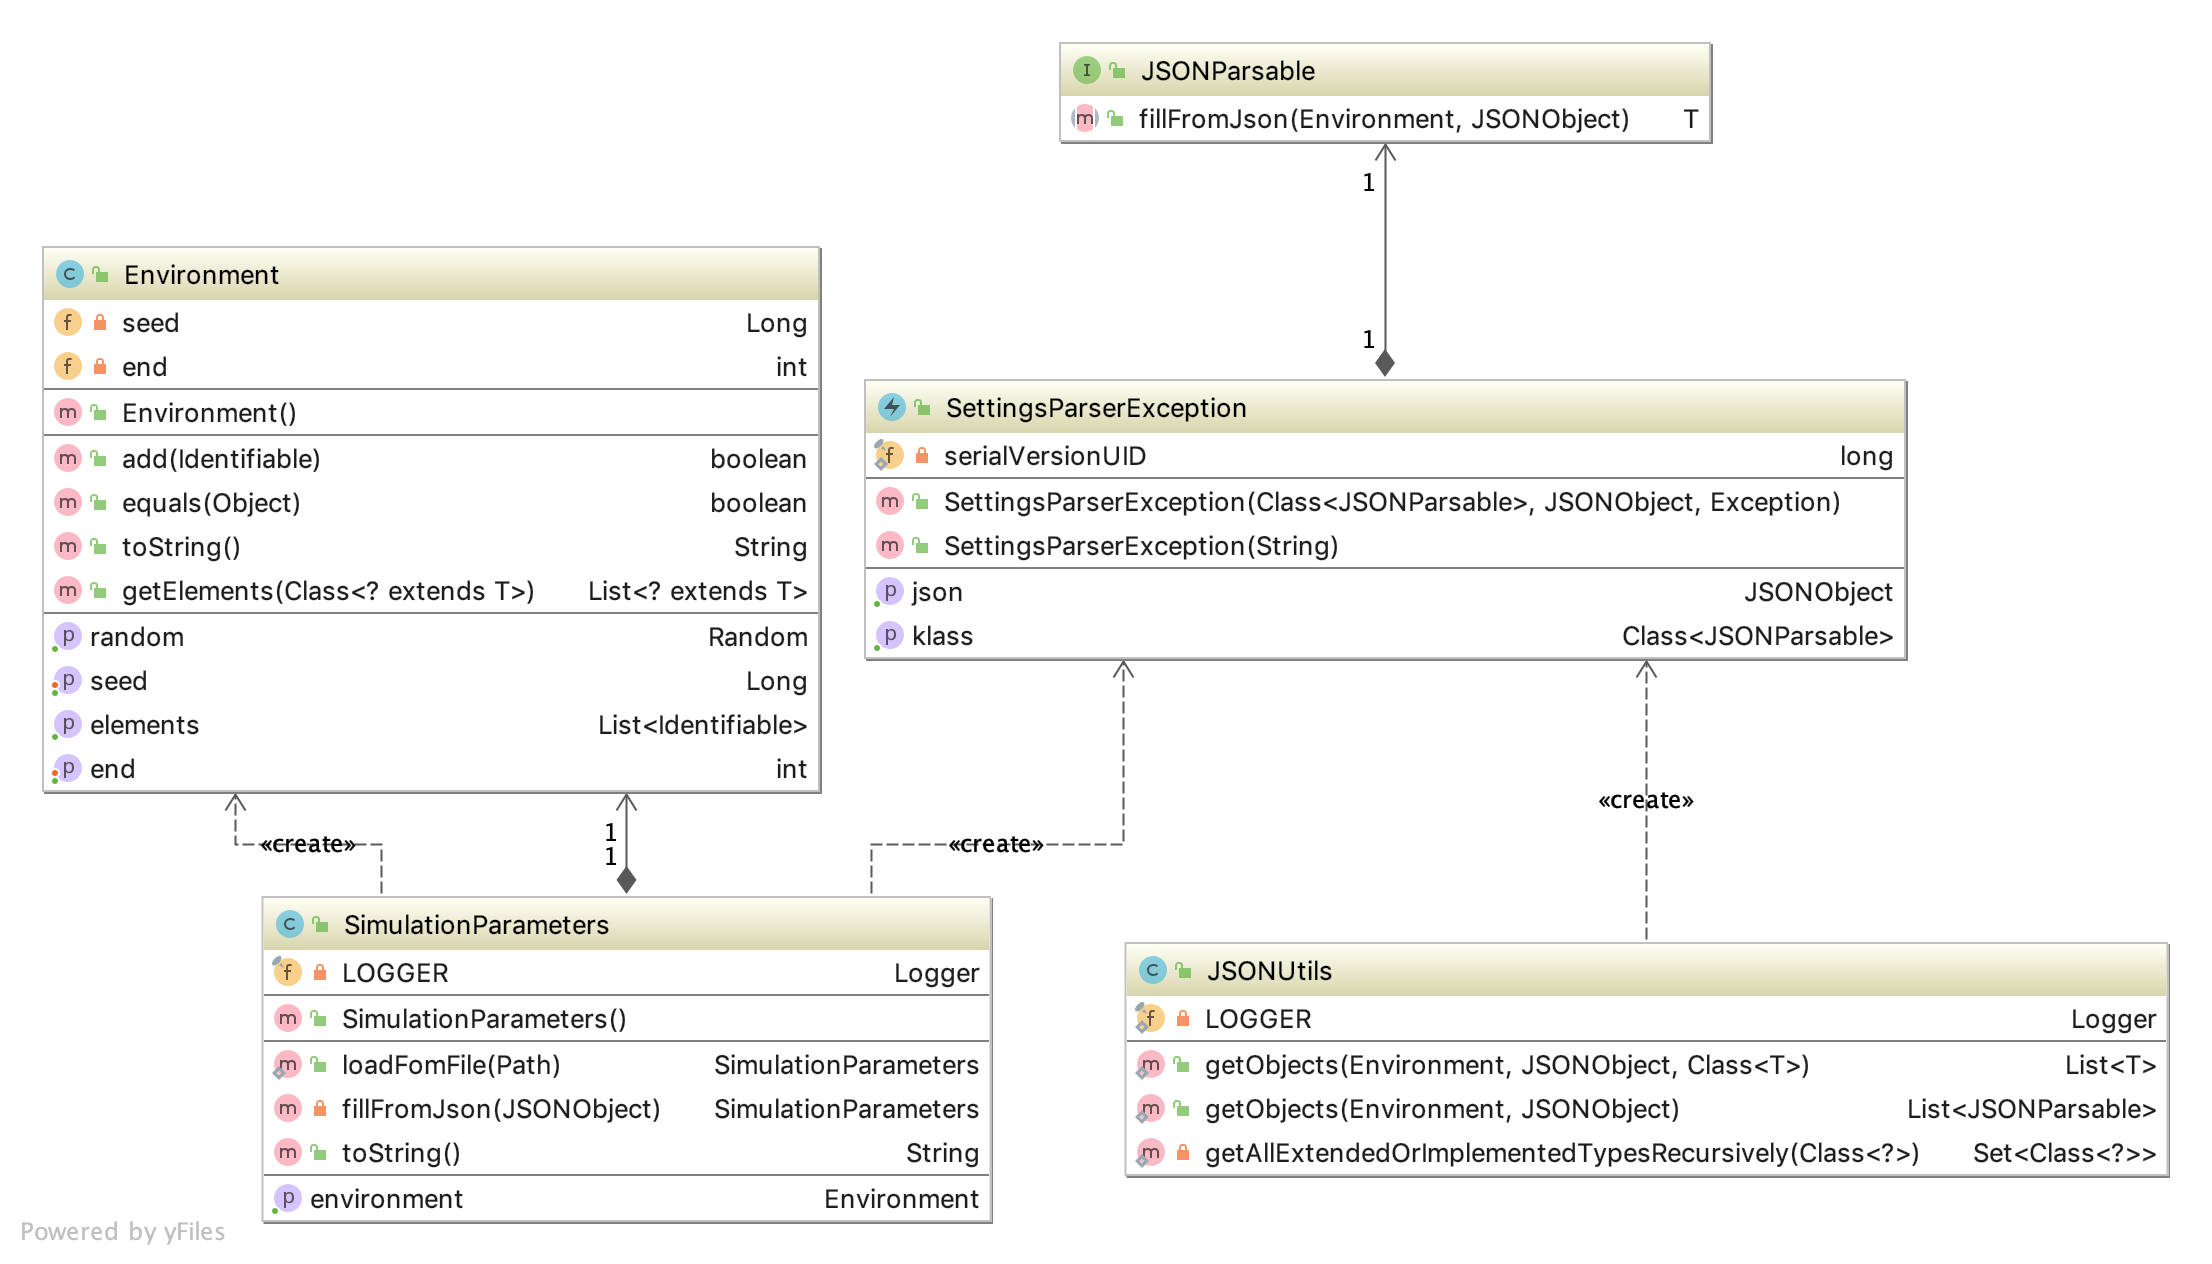 JSONParsable
fillFromJson(Environment, JSONObject) T
1
1
Environment
seed Long
end int
Environment()
add(Identifiable) boolean
equals(Object) boolean
toString() String
getElements(Class<? extends T>) List<? extends T>
random Random
seed Long
elements List<Identifiable>
end int
SettingsParserException
serialVersionUID long
SettingsParserException(Class<JSONParsable>, JSONObject, Exception)
SettingsParserException(String)
json JSONObject
klass Class<JSONParsable>
«create»
1
1
«create»
«create»
SimulationParameters
LOGGER Logger
SimulationParameters()
loadFomFile(Path) SimulationParameters
fillFromJson(JSONObject) SimulationParameters
toString() String
environment Environment
JSONUtils
LOGGER Logger
getObjects(Environment, JSONObject, Class<T>) List<T>
getObjects(Environment, JSONObject) List<JSONParsable>
getAllExtendedOrImplementedTypesRecursively(Class<?>) Set<Class<?>>
Powered by yFiles